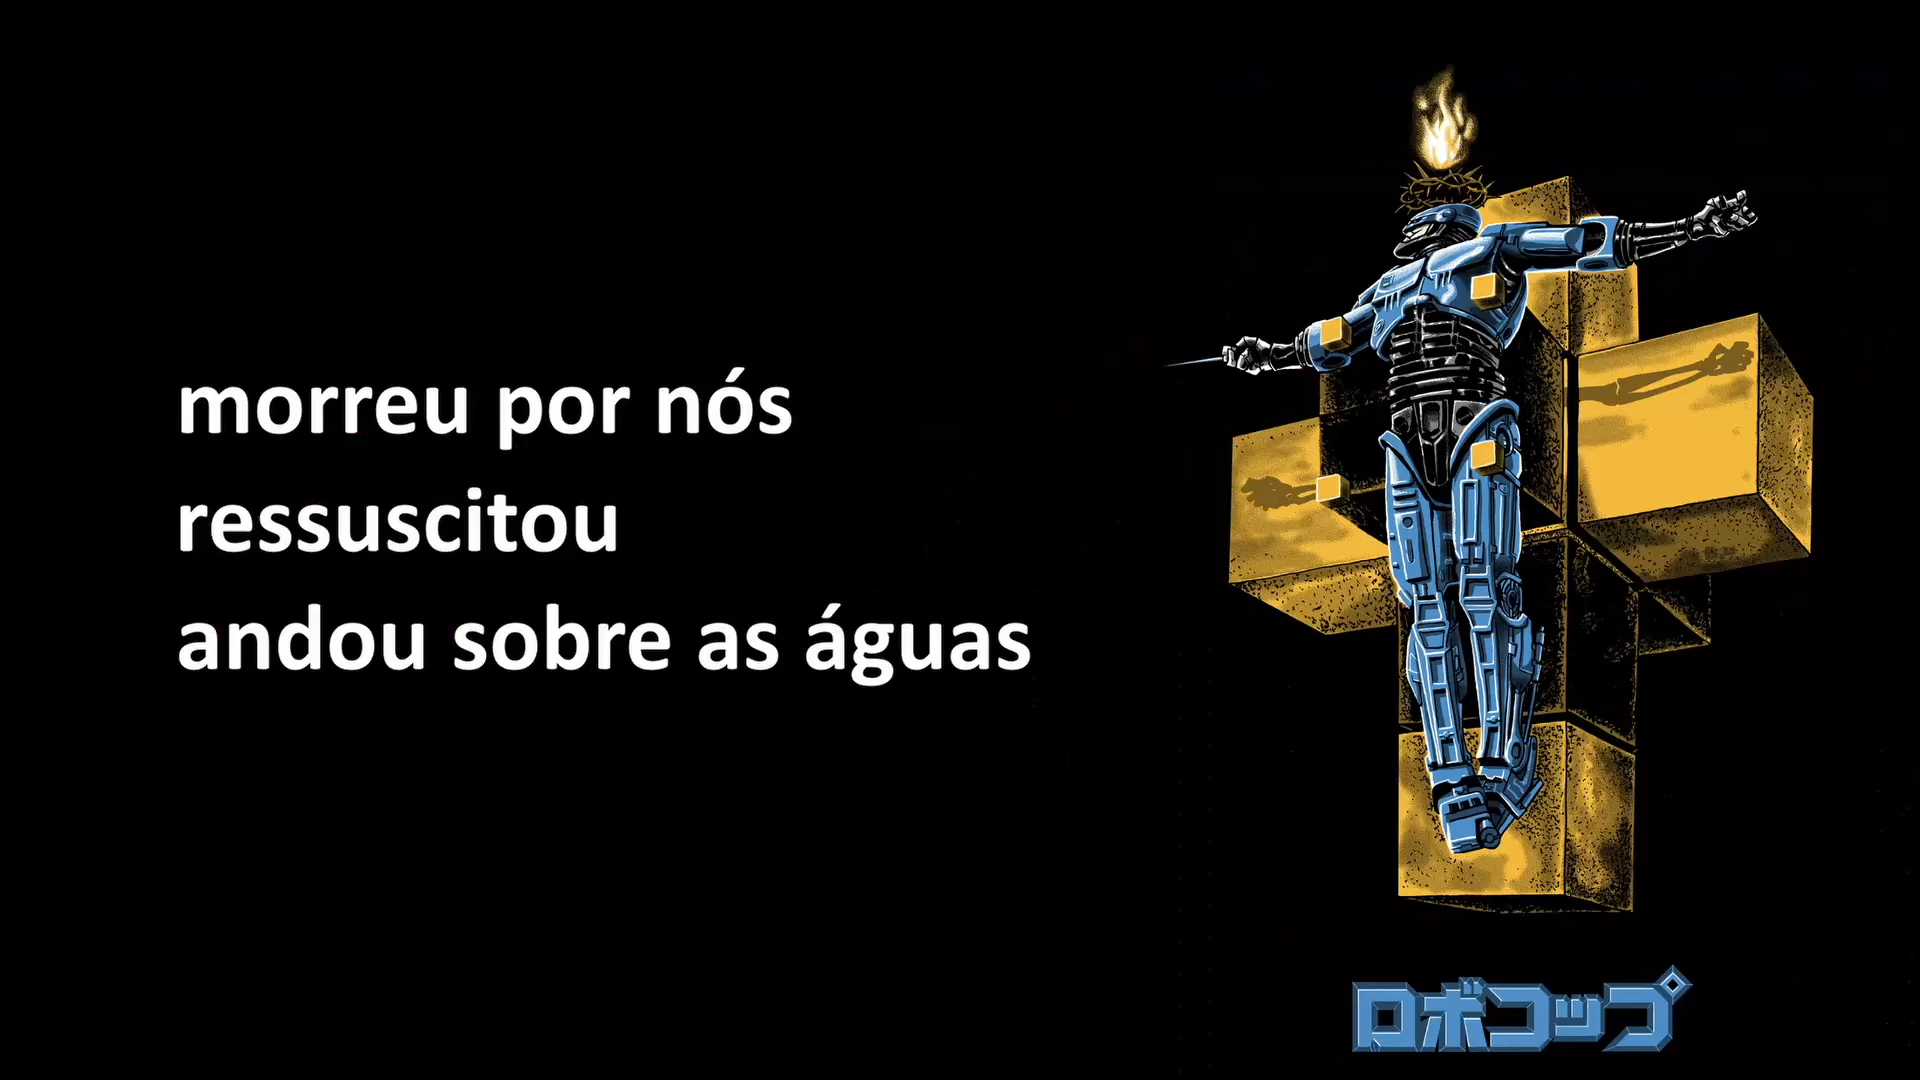 morreu por nós
ressuscitou
andou sobre as águas
ロボコップ